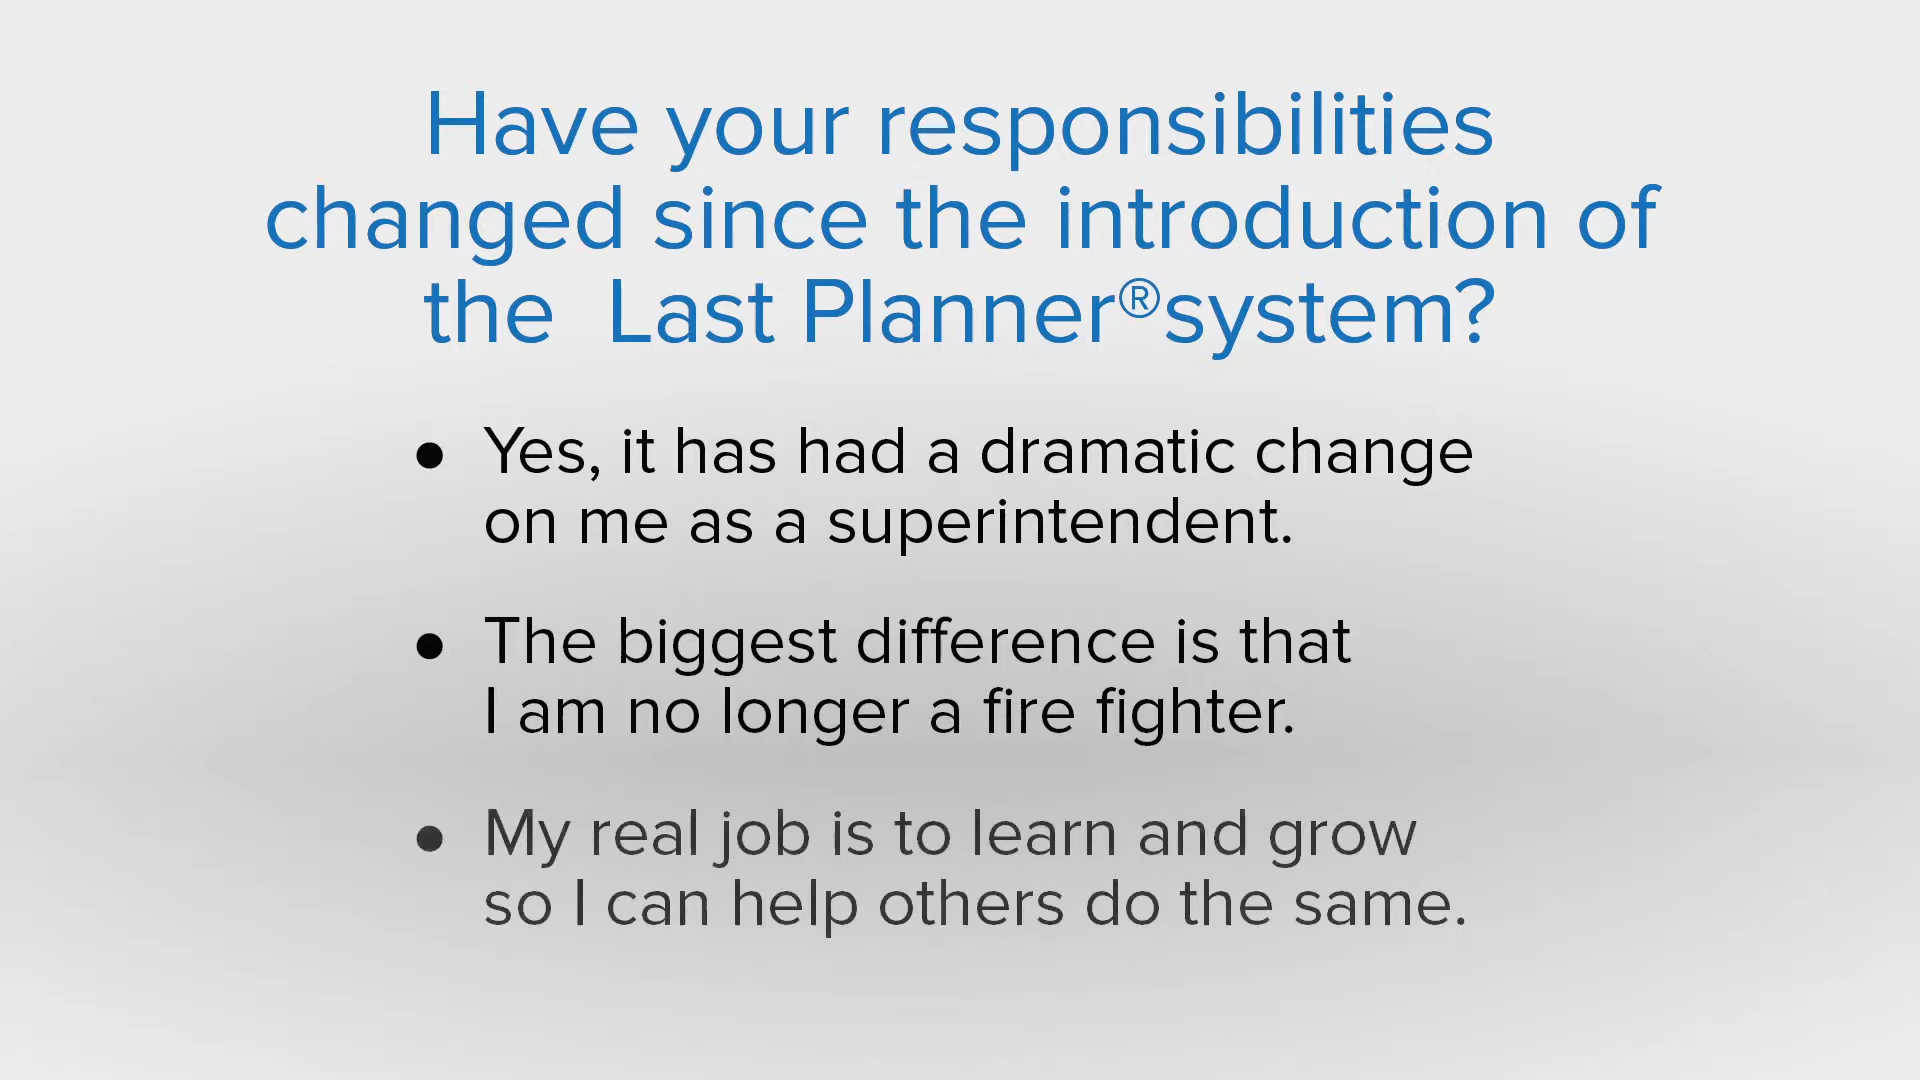 Have your responsibilities
changed since the introduction of
the  Last Planner®system?
● Yes, it has had a dramatic change
on me as a superintendent.
● The biggest difference is that
I am no longer a fire fighter.
● My real job is to learn and grow
so I can help others do the same.